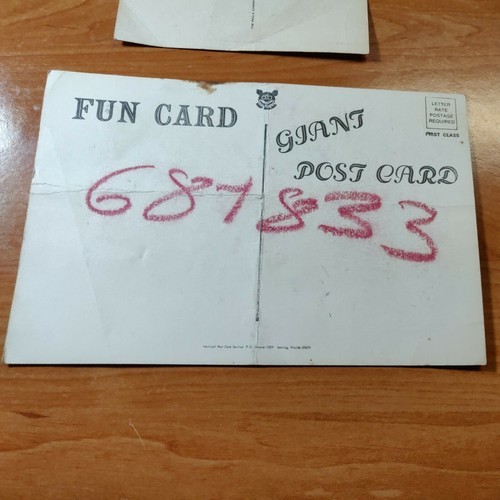 FUN CARD
GIANT
POST CARD
LETTER
RATE
POSTAGE
REQUIRED
FIRST CLASS
687833